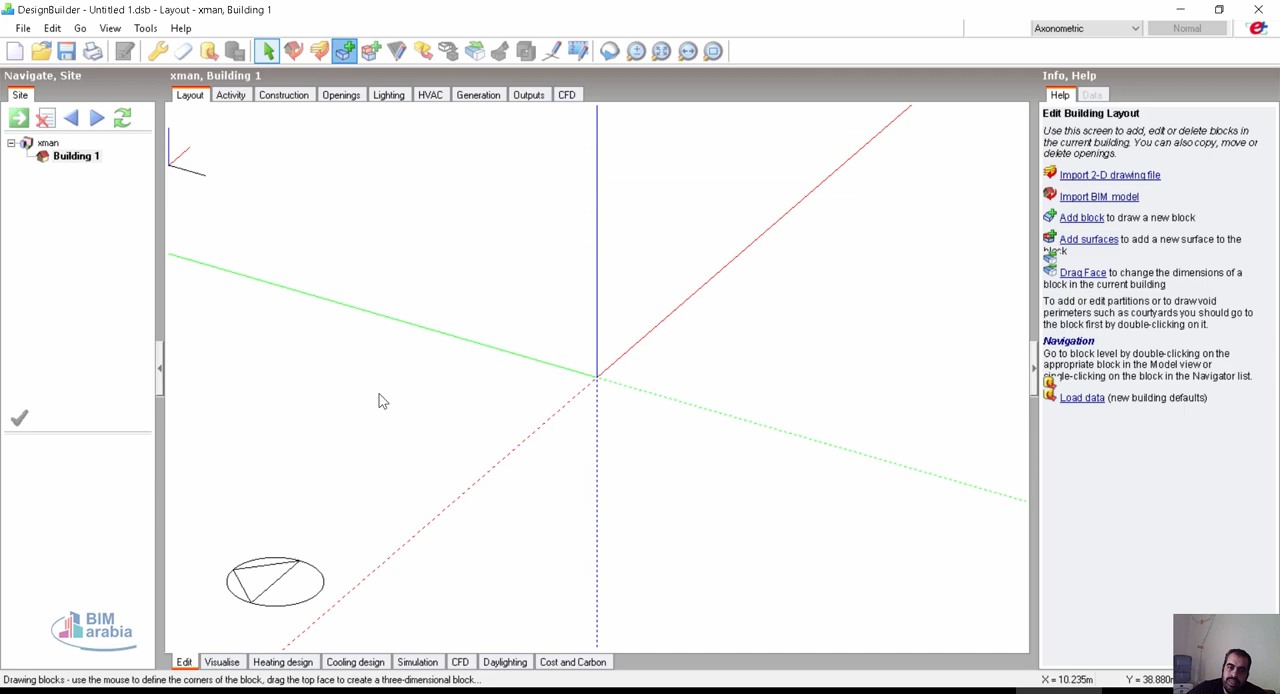 DesignBuilder - Untitled 1.dsb - Layout - xman, Building 1
File Edit Go View Tools Help
Axonometric
Normal
Navigate, Site
Site
xman
Building 1
xman, Building 1
Layout Activity Construction Openings Lighting HVAC Generation Outputs CFD
Info, Help
Help Data
Edit Building Layout
Use this screen to add, edit or delete blocks in
the current building. You can also copy, move or
delete openings.
Import 2-D drawing file
Import BIM model
Add block to draw a new block
Add surfaces to add a new surface to the
block
Drag Face to change the dimensions of a
block in the current building
To add or edit partitions or to draw void
perimeters such as courtyards you should go to
the block first by double-clicking on it.
Navigation
Go to block level by double-clicking on the
appropriate block in the Model view or
single-clicking on the block in the Navigator list.
Load data (new building defaults)
BIM
arabia
Edit Visualise Heating design Cooling design Simulation CFD Daylighting Cost and Carbon
Drawing blocks - use the mouse to define the corners of the block, drag the top face to create a three-dimensional block...
X = 10.235m
Y = 38.880m